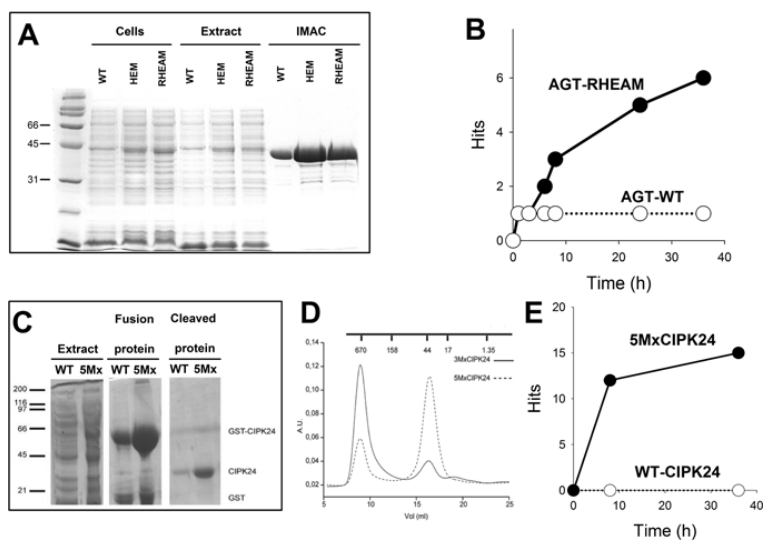 A
Cells Extract IMAC
WT HEM RHEAM WT HEM RHEAM WT HEM RHEAM
66
45
31
B
Hits
6
4
2
0
AGT-RHEAM
AGT-WT
0 10 20 30 40
Time (h)
C
Fusion Cleaved
Extract protein protein
WT 5Mx WT 5Mx WT 5Mx
200
116
97
66
45
21
GST-CIPK24
CIPK24
GST
D
670 158 44 17 1.35
3MxCIPK24
5MxCIPK24
A.U.
0,14
0,12
0,10
0,08
0,06
0,04
0,02
5 10 15 20 25
Vol (ml)
E
Hits
20
15
10
5
0
5MxCIPK24
WT-CIPK24
0 10 20 30 40
Time (h)